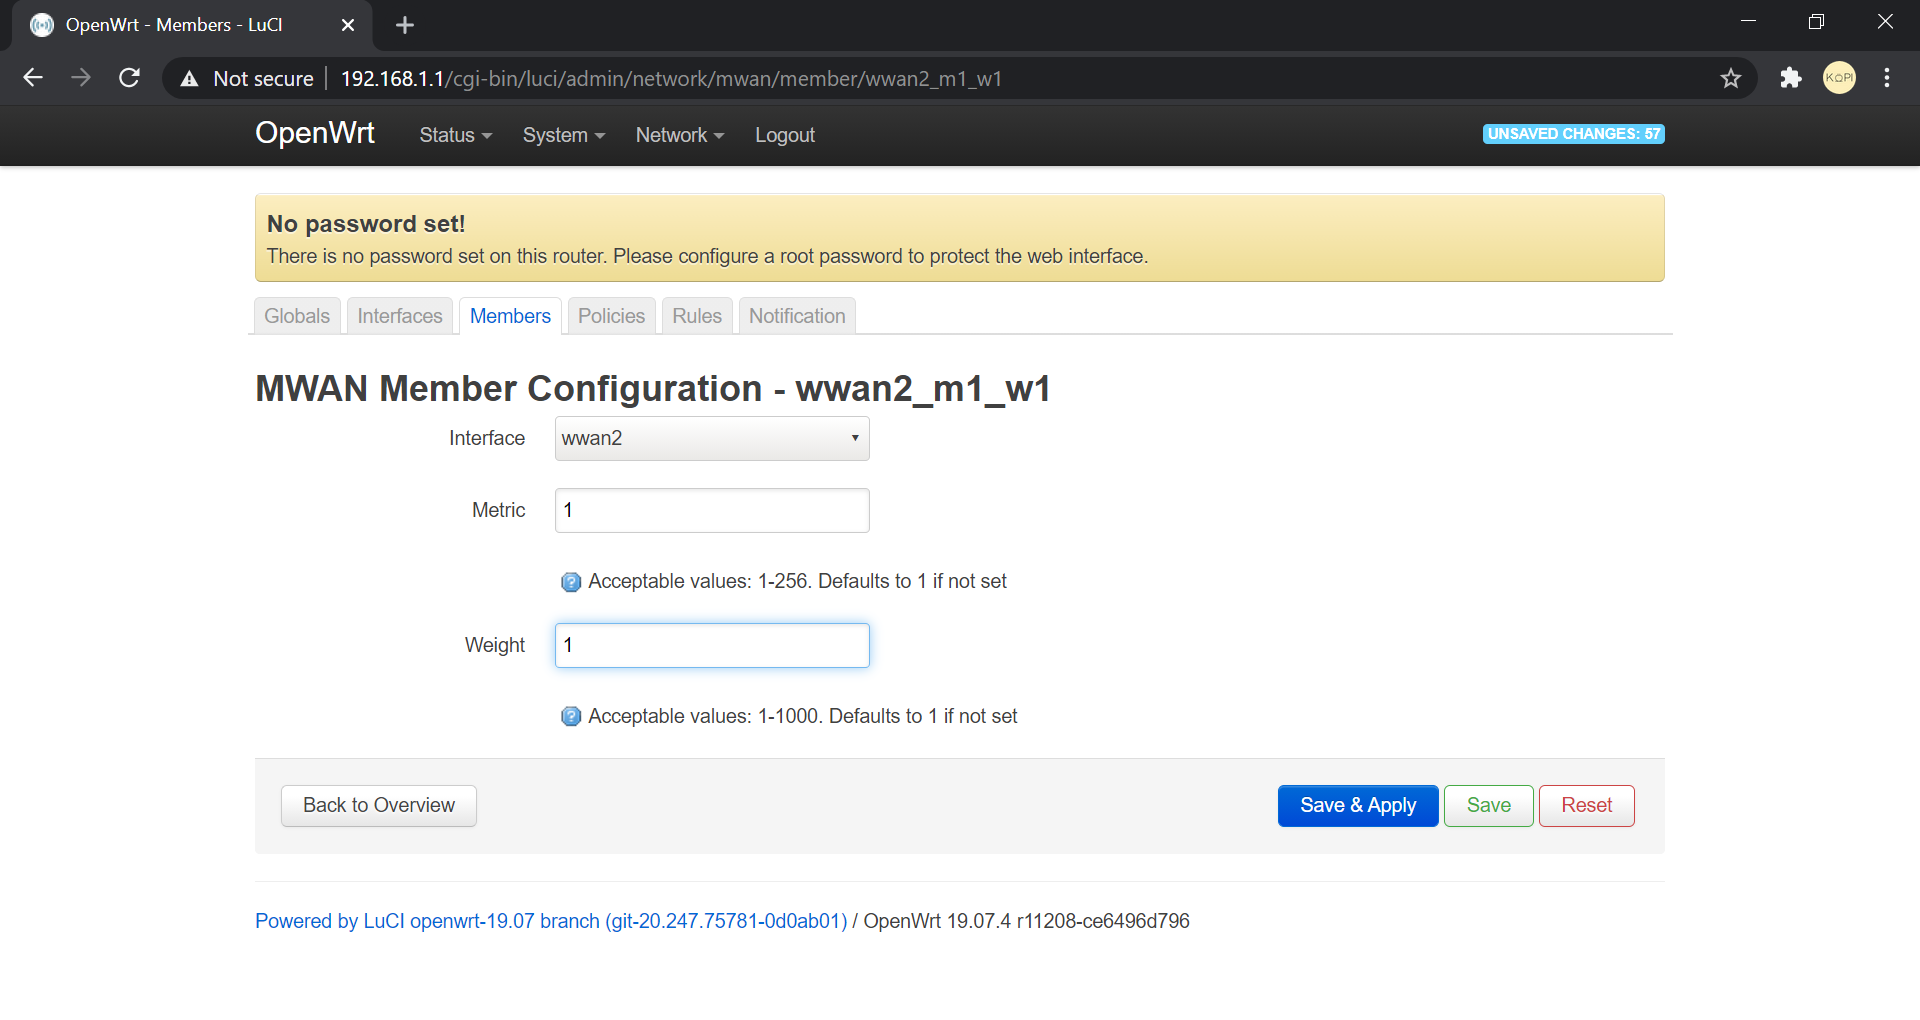 OpenWrt - Members - LuCI
Not secure 192.168.1.1/cgi-bin/luci/admin/network/mwan/member/wwan2_m1_w1
KOPI
OpenWrt Status System Network Logout UNSAVED CHANGES: 57
No password set!
There is no password set on this router. Please configure a root password to protect the web interface.
Globals Interfaces Members Policies Rules Notification
MWAN Member Configuration - wwan2_m1_w1
Interface wwan2
Metric 1
Acceptable values: 1-256. Defaults to 1 if not set
Weight 1
Acceptable values: 1-1000. Defaults to 1 if not set
Back to Overview Save & Apply Save Reset
Powered by LuCI openwrt-19.07 branch (git-20.247.75781-0d0ab01) / OpenWrt 19.07.4 r11208-ce6496d796